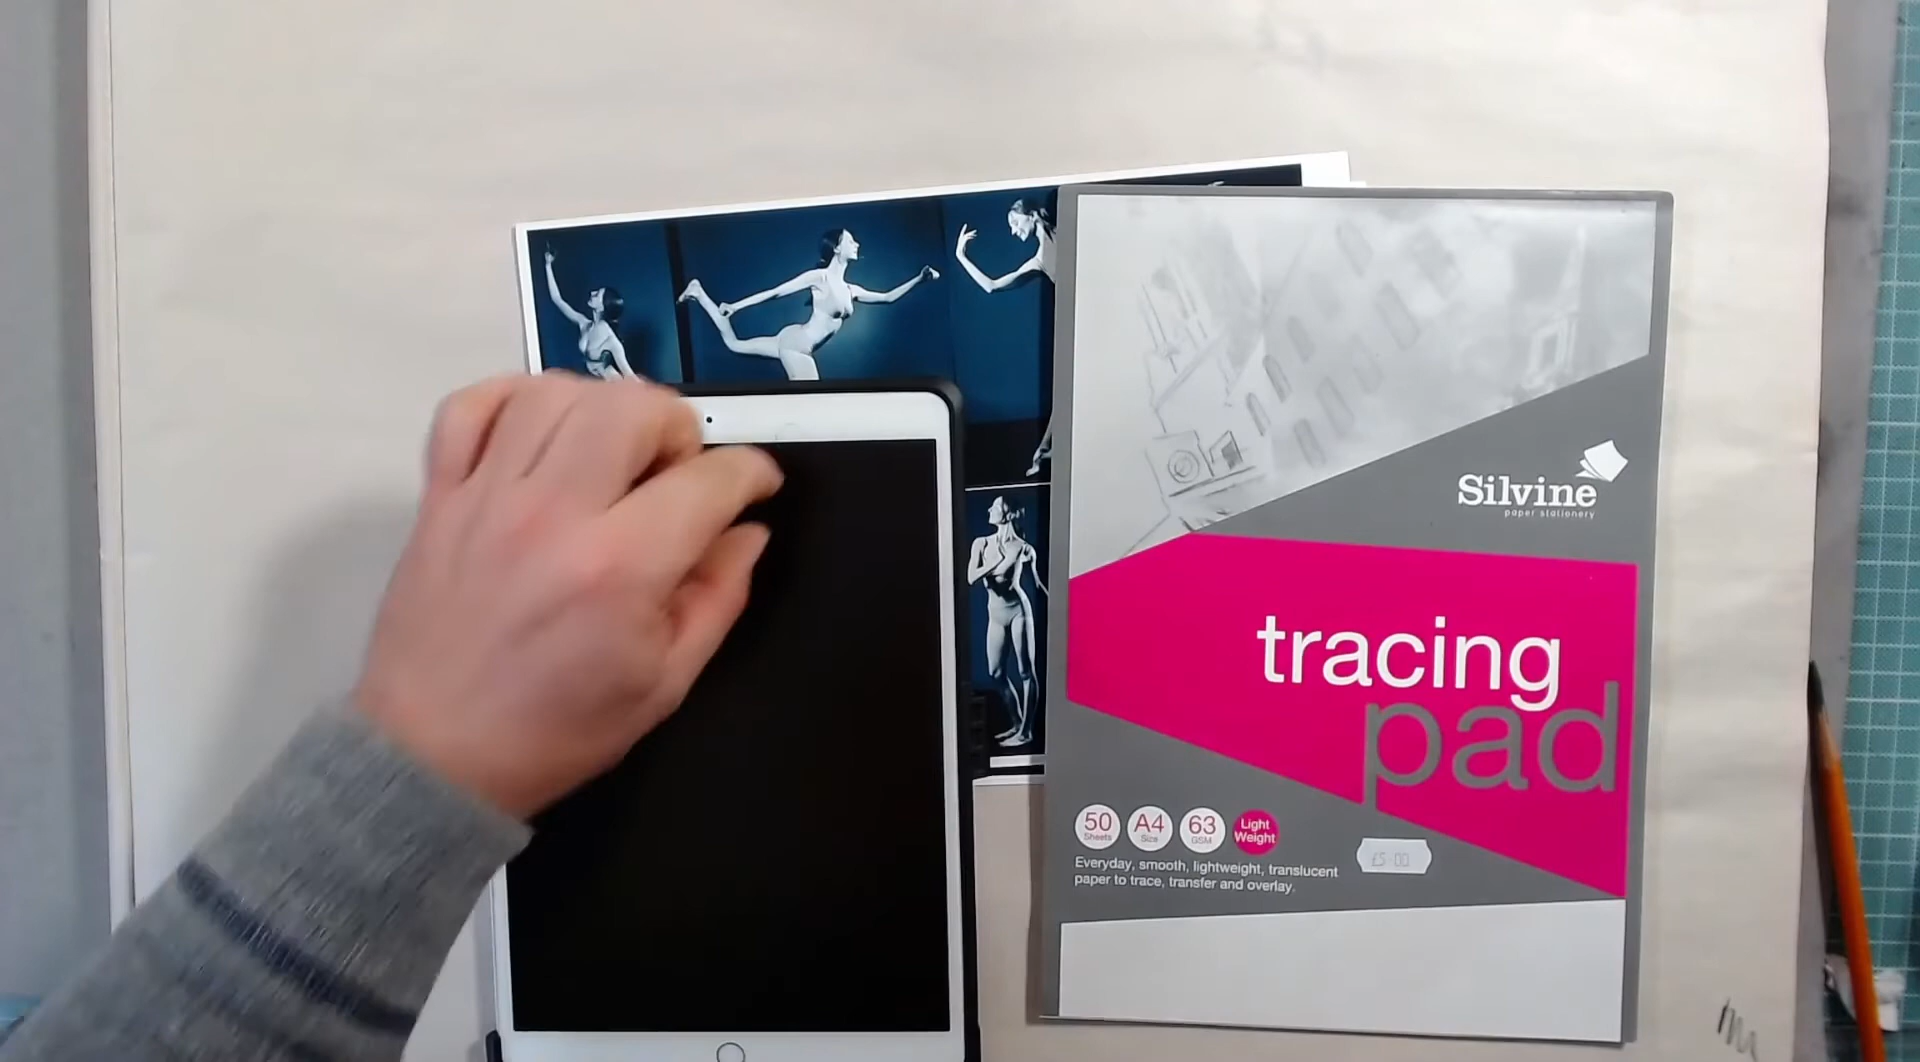 Silvine
paper stationery
tracing
pad
50
Sheets
A4
Size
63
GSM
Light
Weight
Everyday, smooth, lightweight, translucent
paper to trace, transfer and overlay.
£5.00